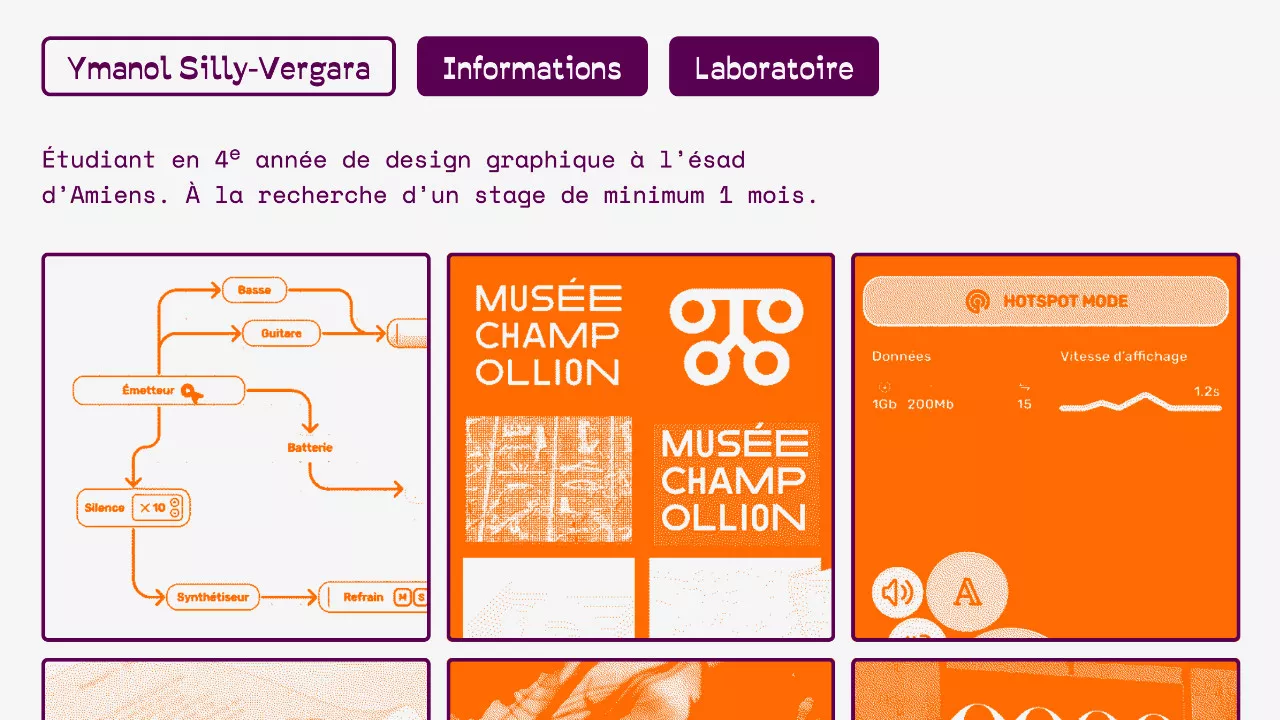 Ymanol Silly-Vergara
Informations
Laboratoire
Étudiant en 4ᵉ année de design graphique à l’ésad
d’Amiens. À la recherche d’un stage de minimum 1 mois.
Basse
Guitare
Émetteur
Batterie
Silence × 10
Synthétiseur
Refrain M S
MUSÉE
CHAMP
OLLION
MUSÉE
CHAMP
OLLION
HOTSPOT MODE
Données
1Gb 200Mb
15
Vitesse d’affichage
1.2s
A